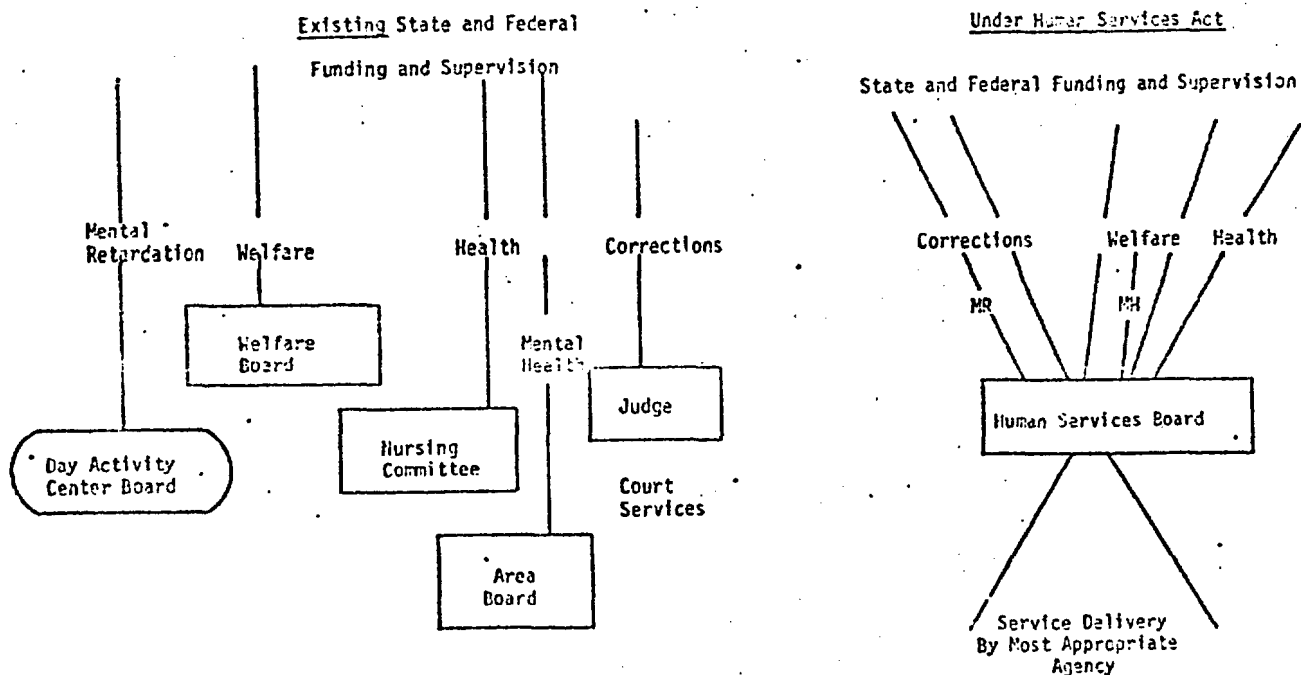 Existing State and Federal
Funding and Supervision
Mental
Retardation
Welfare
Health
Corrections
Welfare
Board
Mental
Health
Judge
Day Activity
Center Board
Nursing
Committee
Court
Services
Area
Board
Under Human Services Act
State and Federal Funding and Supervision
Corrections
Welfare
Health
MR
MH
Human Services Board
Service Delivery
By Most Appropriate
Agency